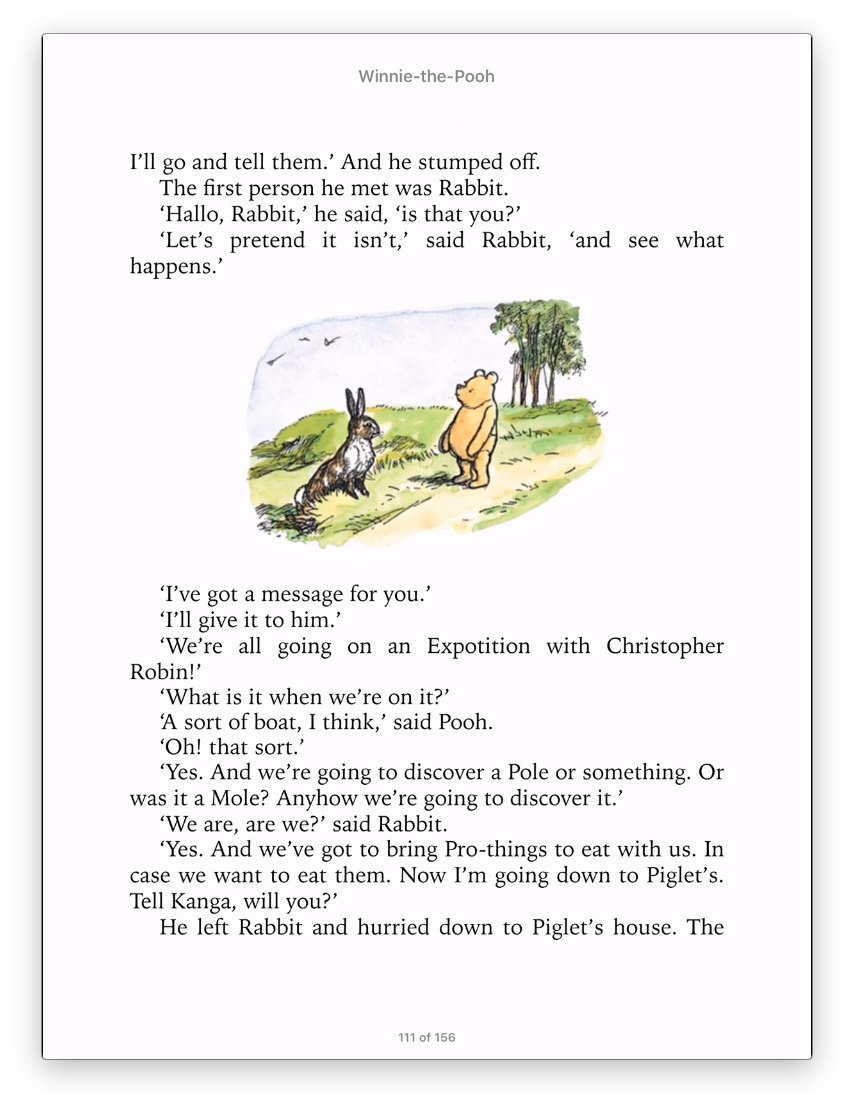 Winnie-the-Pooh
I’ll go and tell them.’ And he stumped off.
The first person he met was Rabbit.
‘Hallo, Rabbit,’ he said, ‘is that you?’
‘Let’s pretend it isn’t,’ said Rabbit, ‘and see what
happens.’
‘I’ve got a message for you.’
‘I’ll give it to him.’
‘We’re all going on an Expotition with Christopher
Robin!’
‘What is it when we’re on it?’
‘A sort of boat, I think,’ said Pooh.
‘Oh! that sort.’
‘Yes. And we’re going to discover a Pole or something. Or
was it a Mole? Anyhow we’re going to discover it.’
‘We are, are we?’ said Rabbit.
‘Yes. And we’ve got to bring Pro-things to eat with us. In
case we want to eat them. Now I’m going down to Piglet’s.
Tell Kanga, will you?’
He left Rabbit and hurried down to Piglet’s house. The
111 of 156